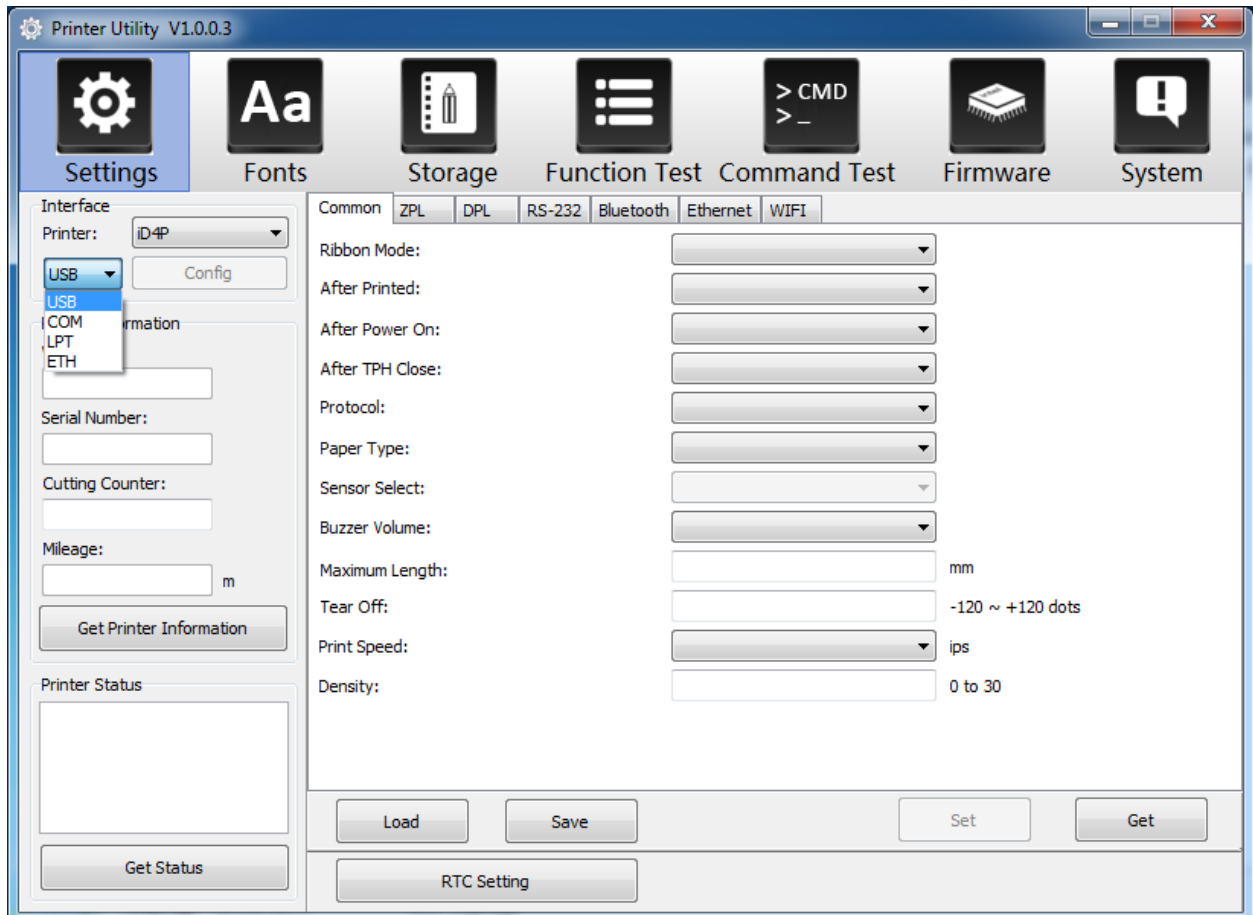 Printer Utility V1.0.0.3
Aa
> CMD
> _
Settings
Fonts
Storage
Function Test
Command Test
Firmware
System
Interface
Printer:
iD4P
USB
Config
USB
COM
LPT
ETH
rmation
Serial Number:
Cutting Counter:
Mileage:
m
Get Printer Information
Printer Status
Get Status
Common
ZPL
DPL
RS-232
Bluetooth
Ethernet
WIFI
Ribbon Mode:
After Printed:
After Power On:
After TPH Close:
Protocol:
Paper Type:
Sensor Select:
Buzzer Volume:
Maximum Length:
mm
Tear Off:
-120 ~ +120 dots
Print Speed:
ips
Density:
0 to 30
Load
Save
Set
Get
RTC Setting